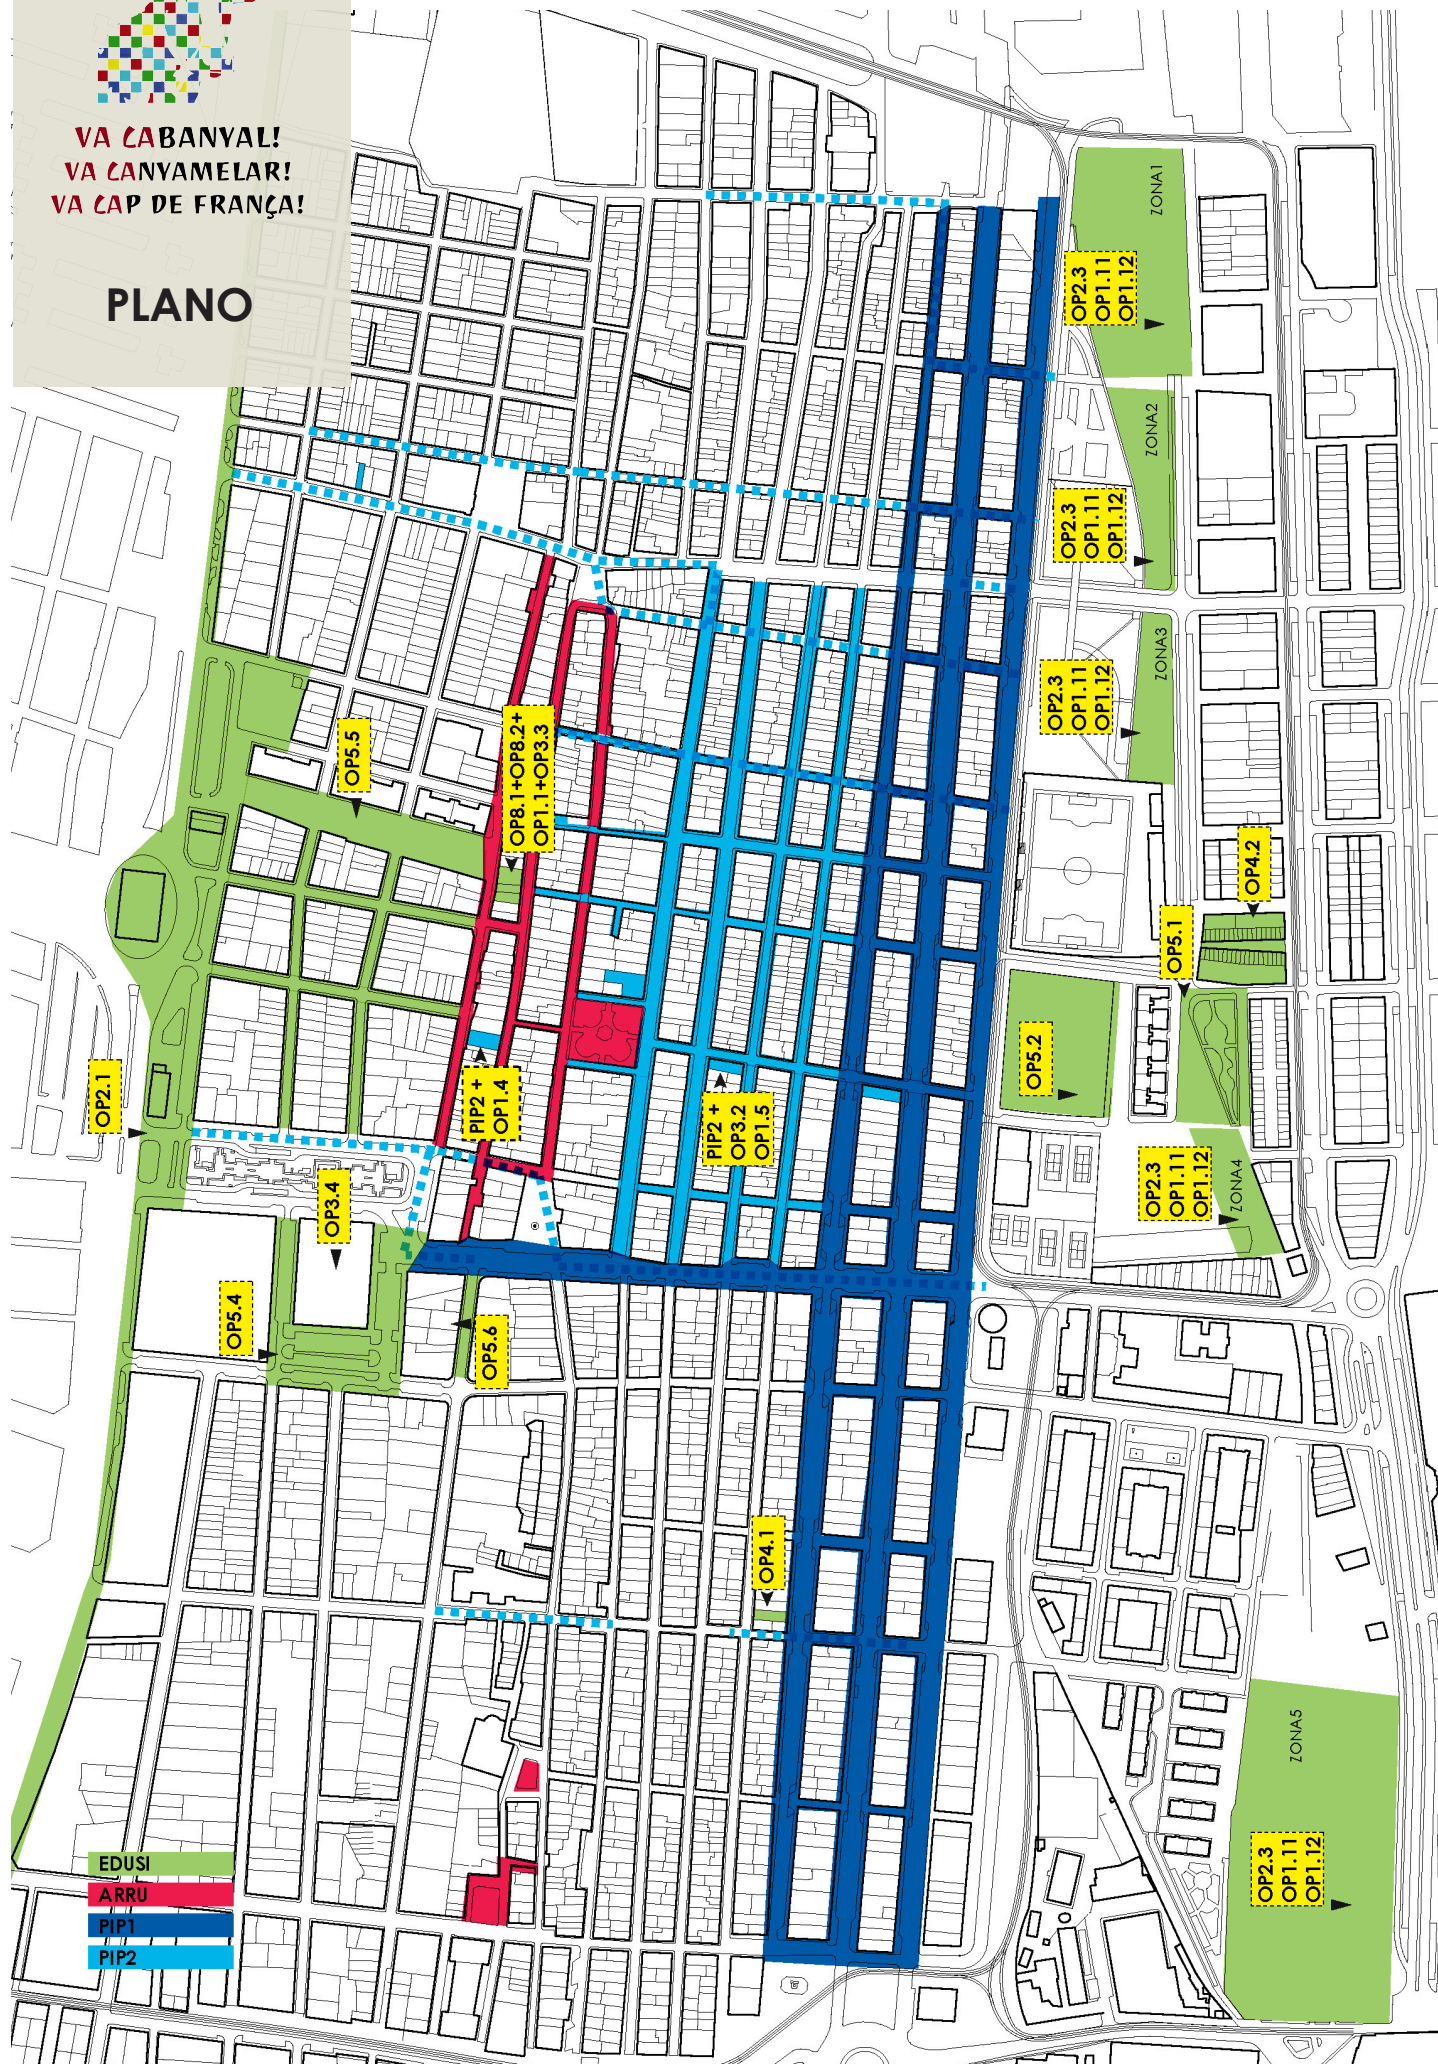 VA CABANYAL!
VA CANYAMELAR!
VA CAP DE FRANÇA!
PLANO
ZONA1
OP2.3
OP1.11
OP1.12
ZONA2
OP2.3
OP1.11
OP1.12
ZONA3
OP2.3
OP1.11
OP1.12
OP5.5
OP8.1+OP8.2+
OP1.1+OP3.3
OP4.2
OP5.1
OP5.2
OP2.1
PIP2 +
OP1.4
PIP2 +
OP3.2
OP1.5
OP2.3
OP1.11
OP1.12
ZONA4
OP3.4
OP5.4
OP5.6
OP4.1
ZONA5
OP2.3
OP1.11
OP1.12
EDUSI
ARRU
PIP1
PIP2